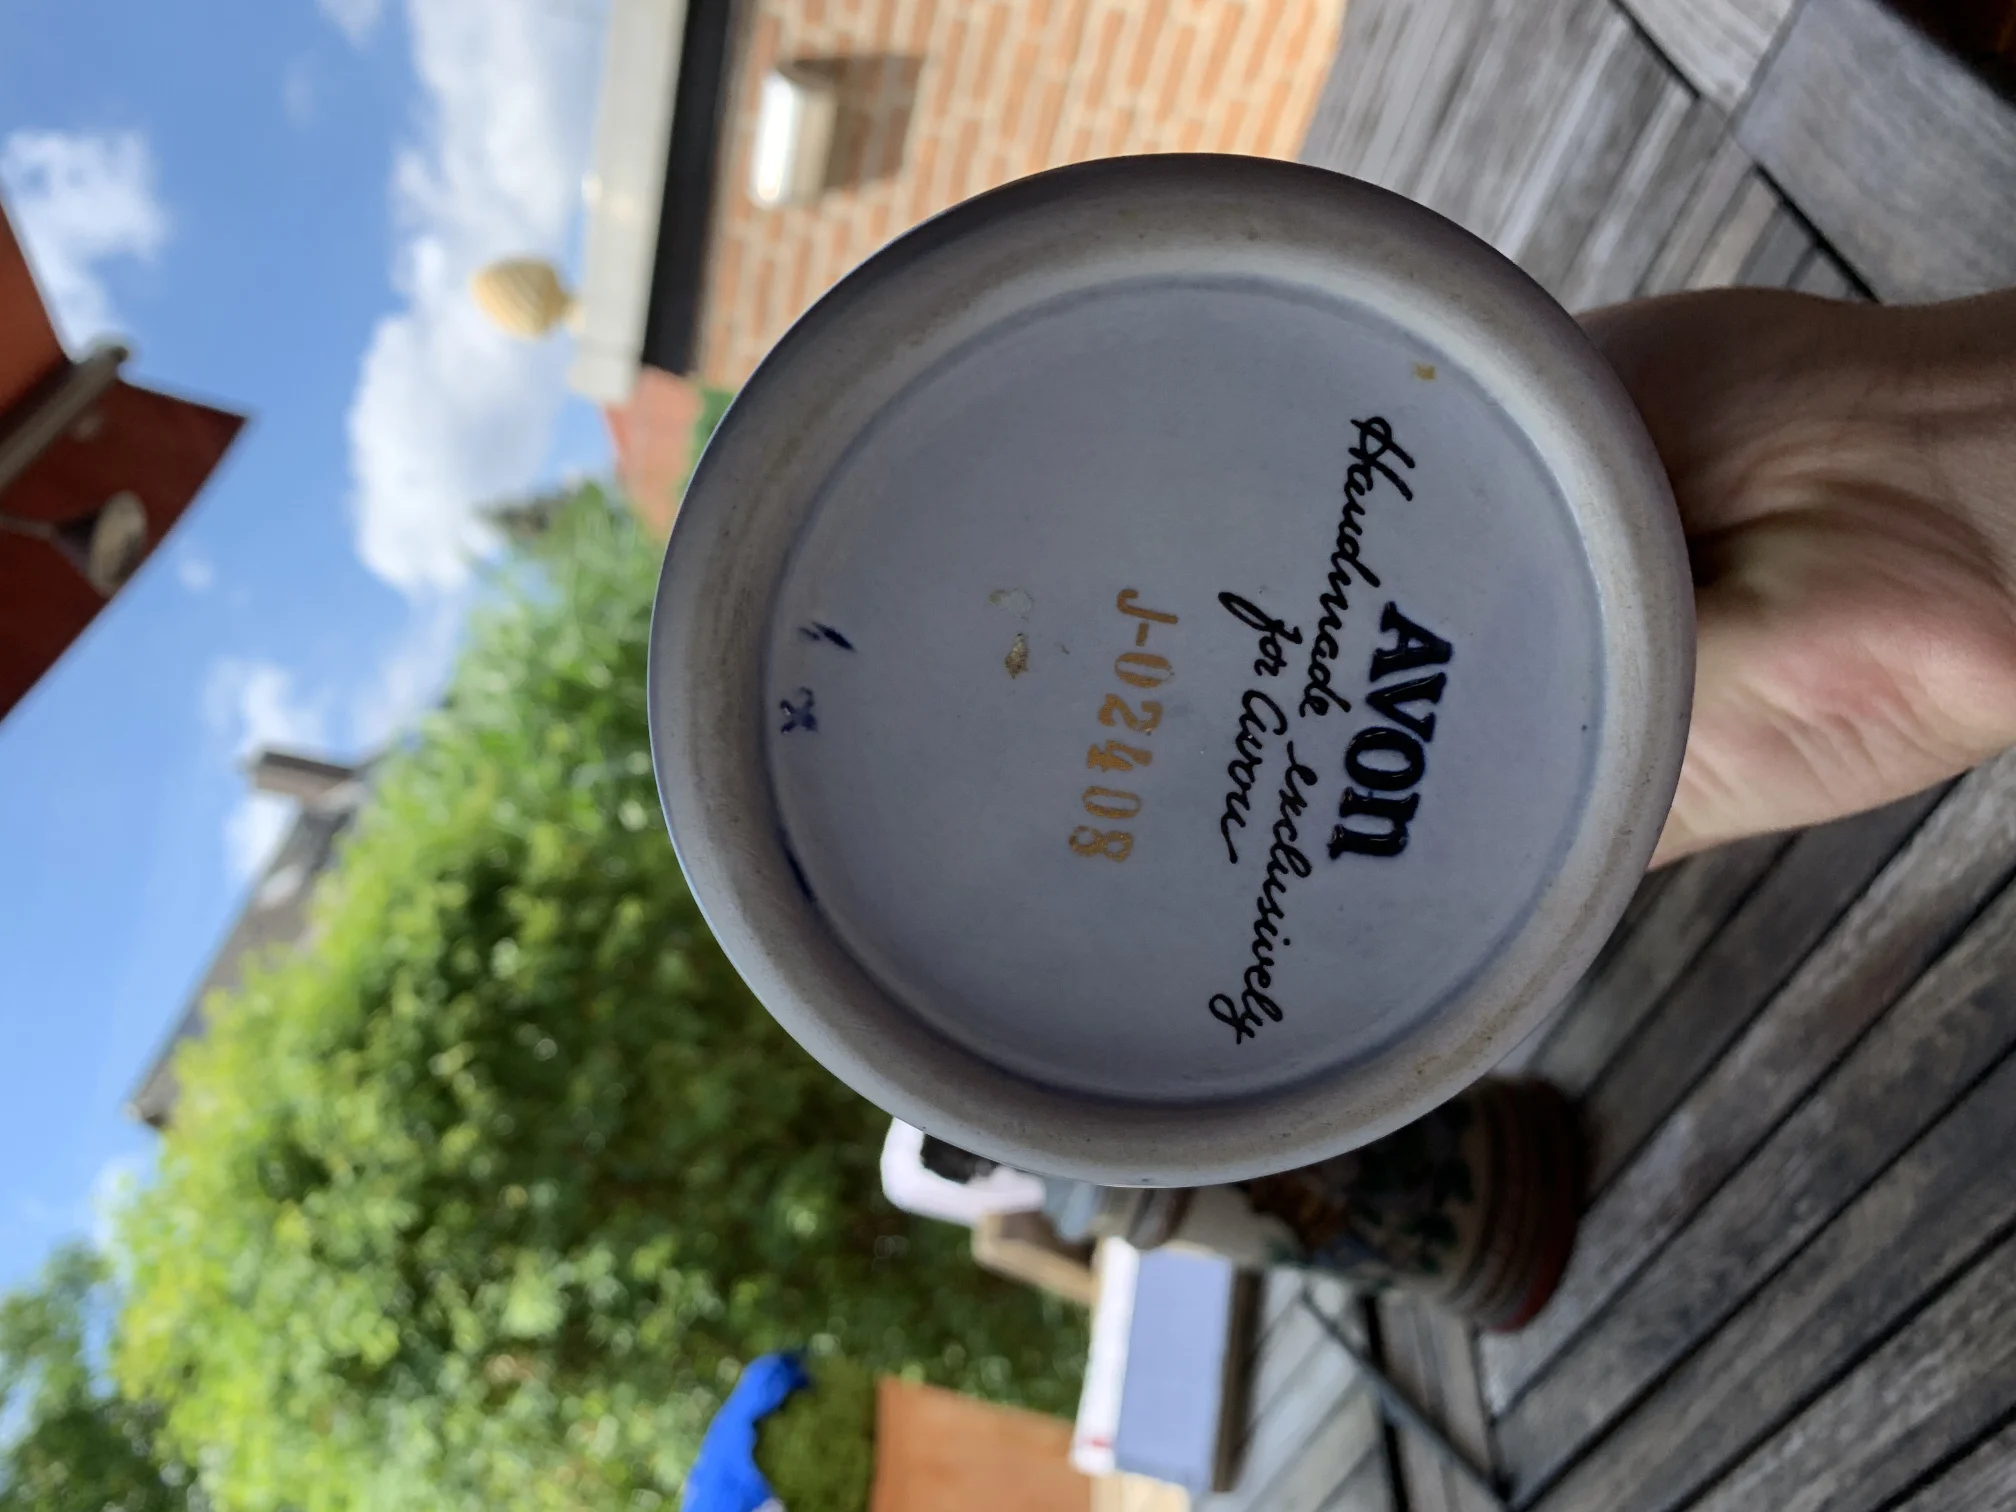 AVON
Handmade exclusively
for Avon
J-02408